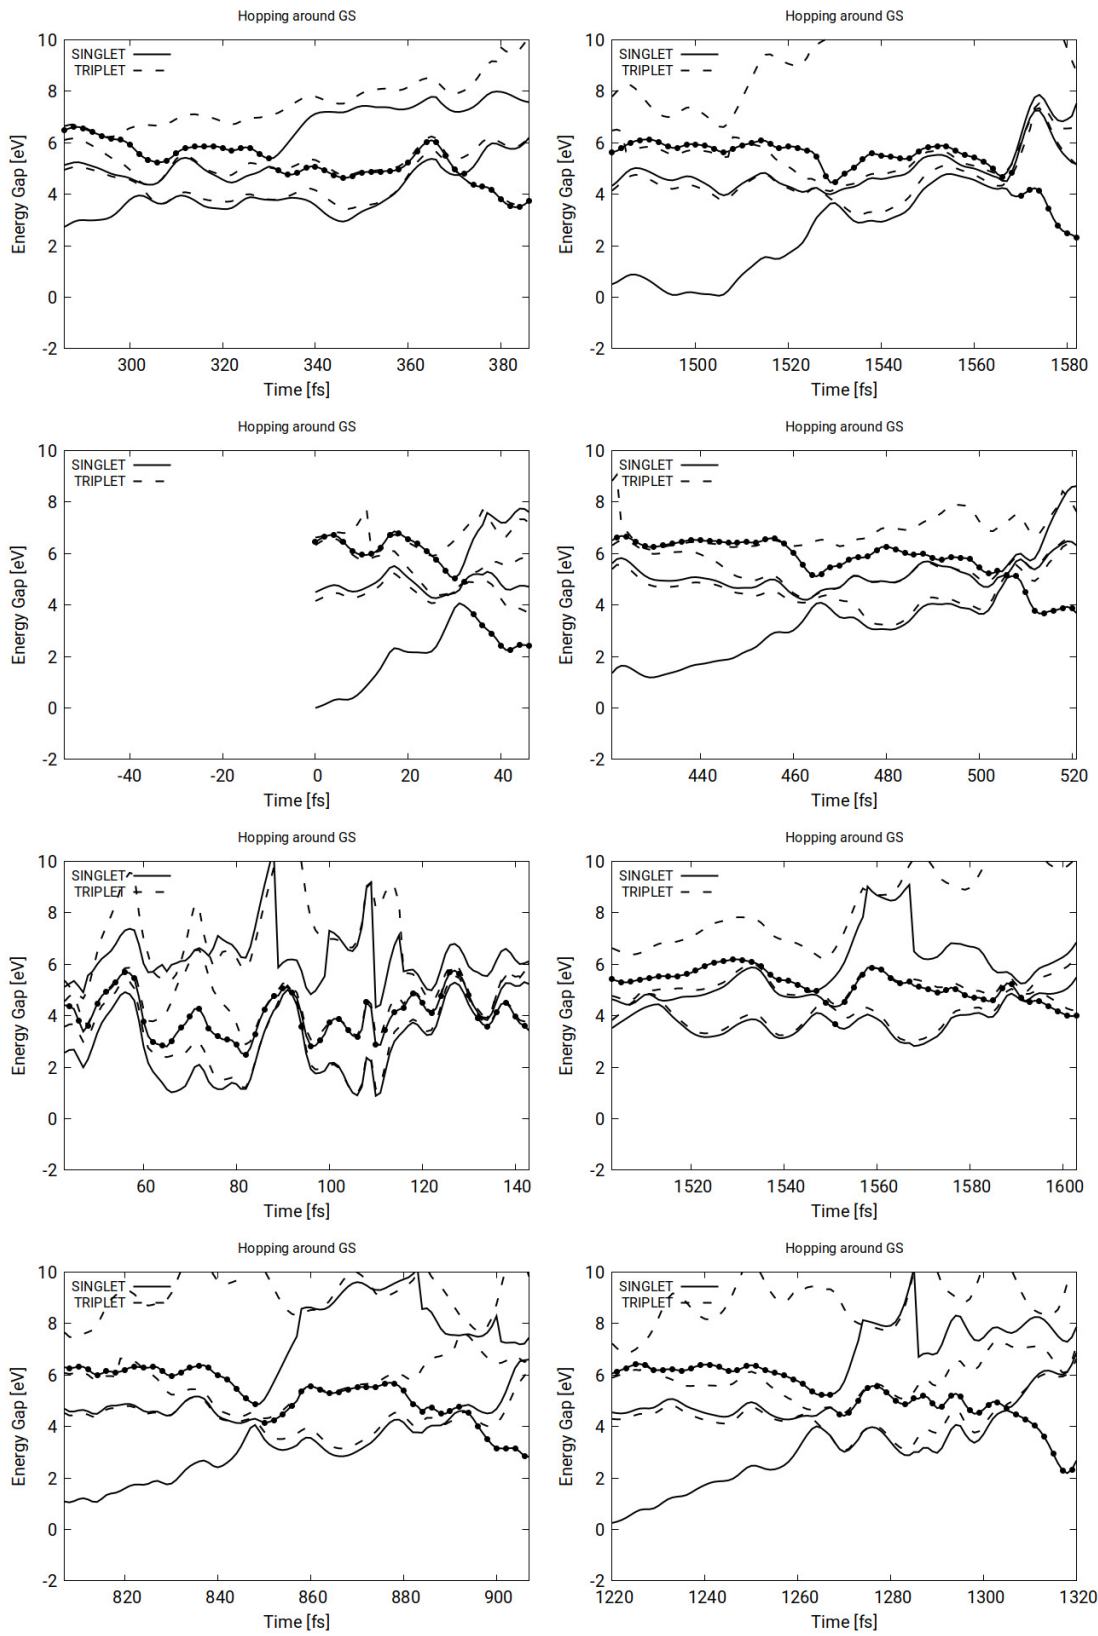 Hopping around GS
10
8
6
4
2
0
-2
SINGLET
TRIPLET
Energy Gap [eV]
300 320 340 360 380
Time [fs]
Hopping around GS
10
8
6
4
2
0
-2
SINGLET
TRIPLET
Energy Gap [eV]
1500 1520 1540 1560 1580
Time [fs]
Hopping around GS
10
8
6
4
2
0
-2
SINGLET
TRIPLET
Energy Gap [eV]
-40 -20 0 20 40
Time [fs]
Hopping around GS
10
8
6
4
2
0
-2
SINGLET
TRIPLET
Energy Gap [eV]
440 460 480 500 520
Time [fs]
Hopping around GS
10
8
6
4
2
0
-2
SINGLET
TRIPLET
Energy Gap [eV]
60 80 100 120 140
Time [fs]
Hopping around GS
10
8
6
4
2
0
-2
SINGLET
TRIPLET
Energy Gap [eV]
1520 1540 1560 1580 1600
Time [fs]
Hopping around GS
10
8
6
4
2
0
-2
SINGLET
TRIPLET
Energy Gap [eV]
820 840 860 880 900
Time [fs]
Hopping around GS
10
8
6
4
2
0
-2
SINGLET
TRIPLET
Energy Gap [eV]
1220 1240 1260 1280 1300 1320
Time [fs]